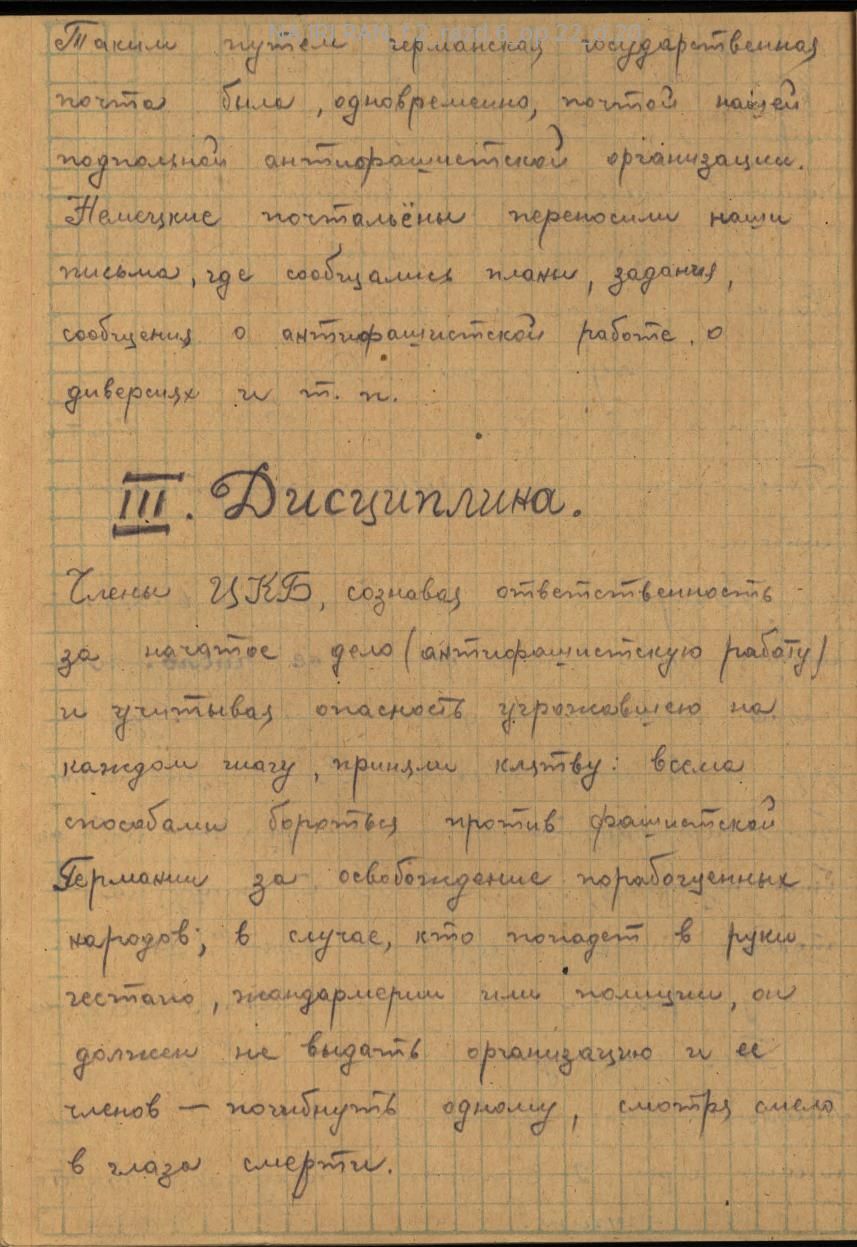 NA IRI RAN. F.2. razd.6. op.22. d.20
Таким путем германская государственная
почта была, одновременно, почтой нашей
подпольной антифашистской организации.
Немецкие почтальёны переносили наши
письма, где сообщались планы, задания,
сообщения о антифашистской работе, о
диверсиях и т. п.
III. Дисциплина.
Члены ЦКБ, сознавая ответственность
за начатое дело (антифашистскую работу)
и учитывая опасность угрожавшею на
каждом шагу, приняли клятву: всема
способами бороться против фашистской
Германии за освобождение порабощенных
народов; в случае, кто попадет в руки
гестапо, жандармерии или полиции, он
должен не выдать организацию и ее
членов — погибнуть одному, смотря смело
в глаза смерти.